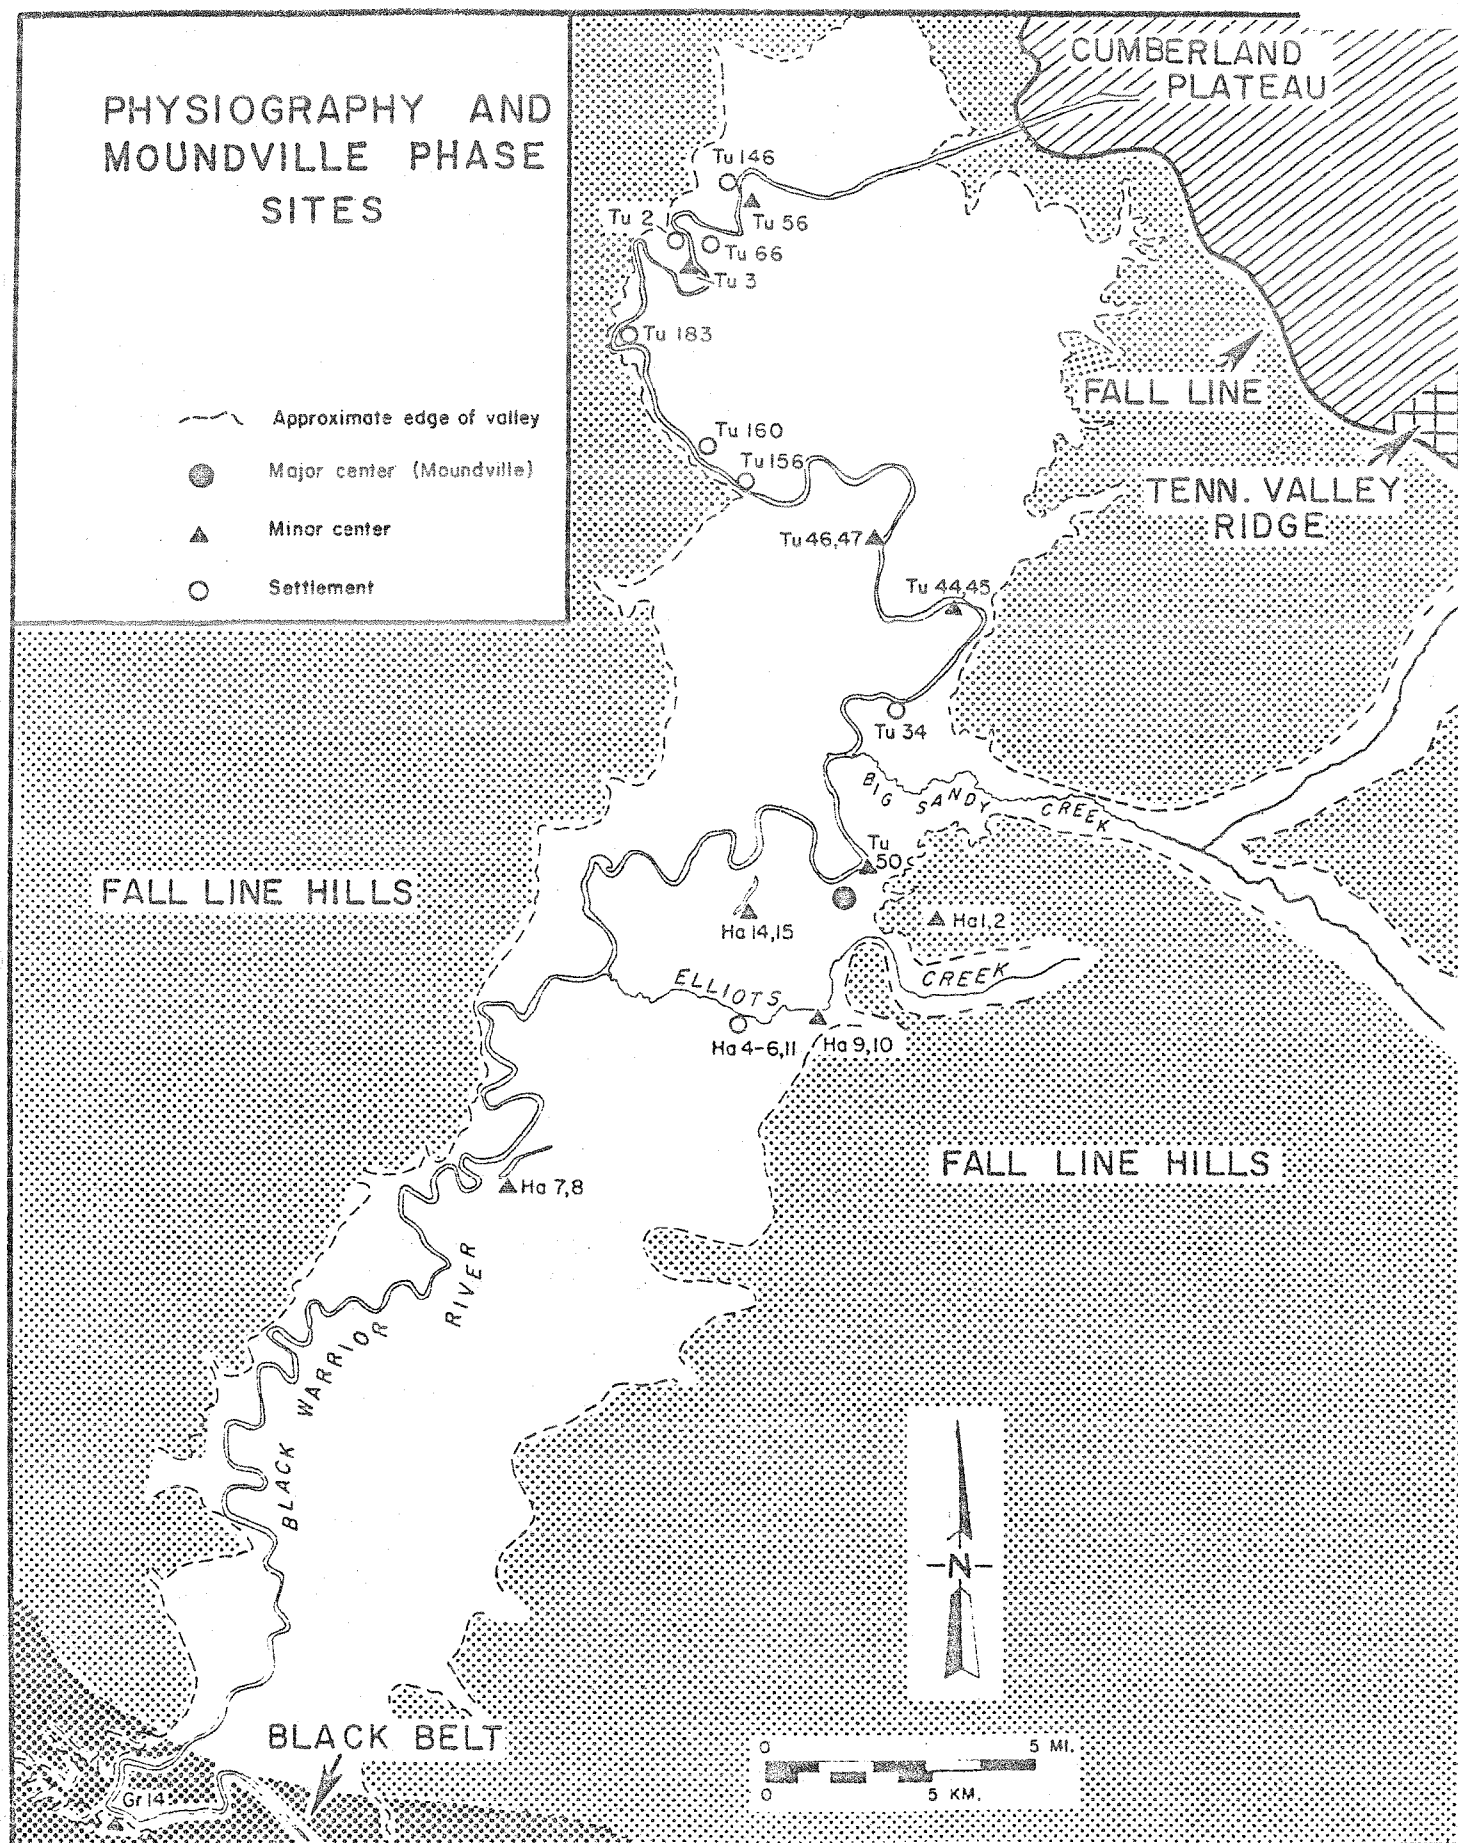 PHYSIOGRAPHY AND
MOUNDVILLE PHASE
SITES
Approximate edge of valley
Major center (Moundville)
Minor center
Settlement
CUMBERLAND
PLATEAU
Tu 146
Tu 56
Tu 2
Tu 66
Tu 3
Tu 183
FALL LINE
Tu 160
Tu 156
TENN. VALLEY
RIDGE
Tu 46,47
Tu 44,45
Tu 34
BIG SANDY CREEK
Tu
50
FALL LINE HILLS
Ha 14,15
Ha 1,2
ELLIOTS CREEK
Ha 4-6,11
Ha 9,10
FALL LINE HILLS
Ha 7,8
BLACK WARRIOR RIVER
N
BLACK BELT
Gr 14
0 5 MI.
0 5 KM.